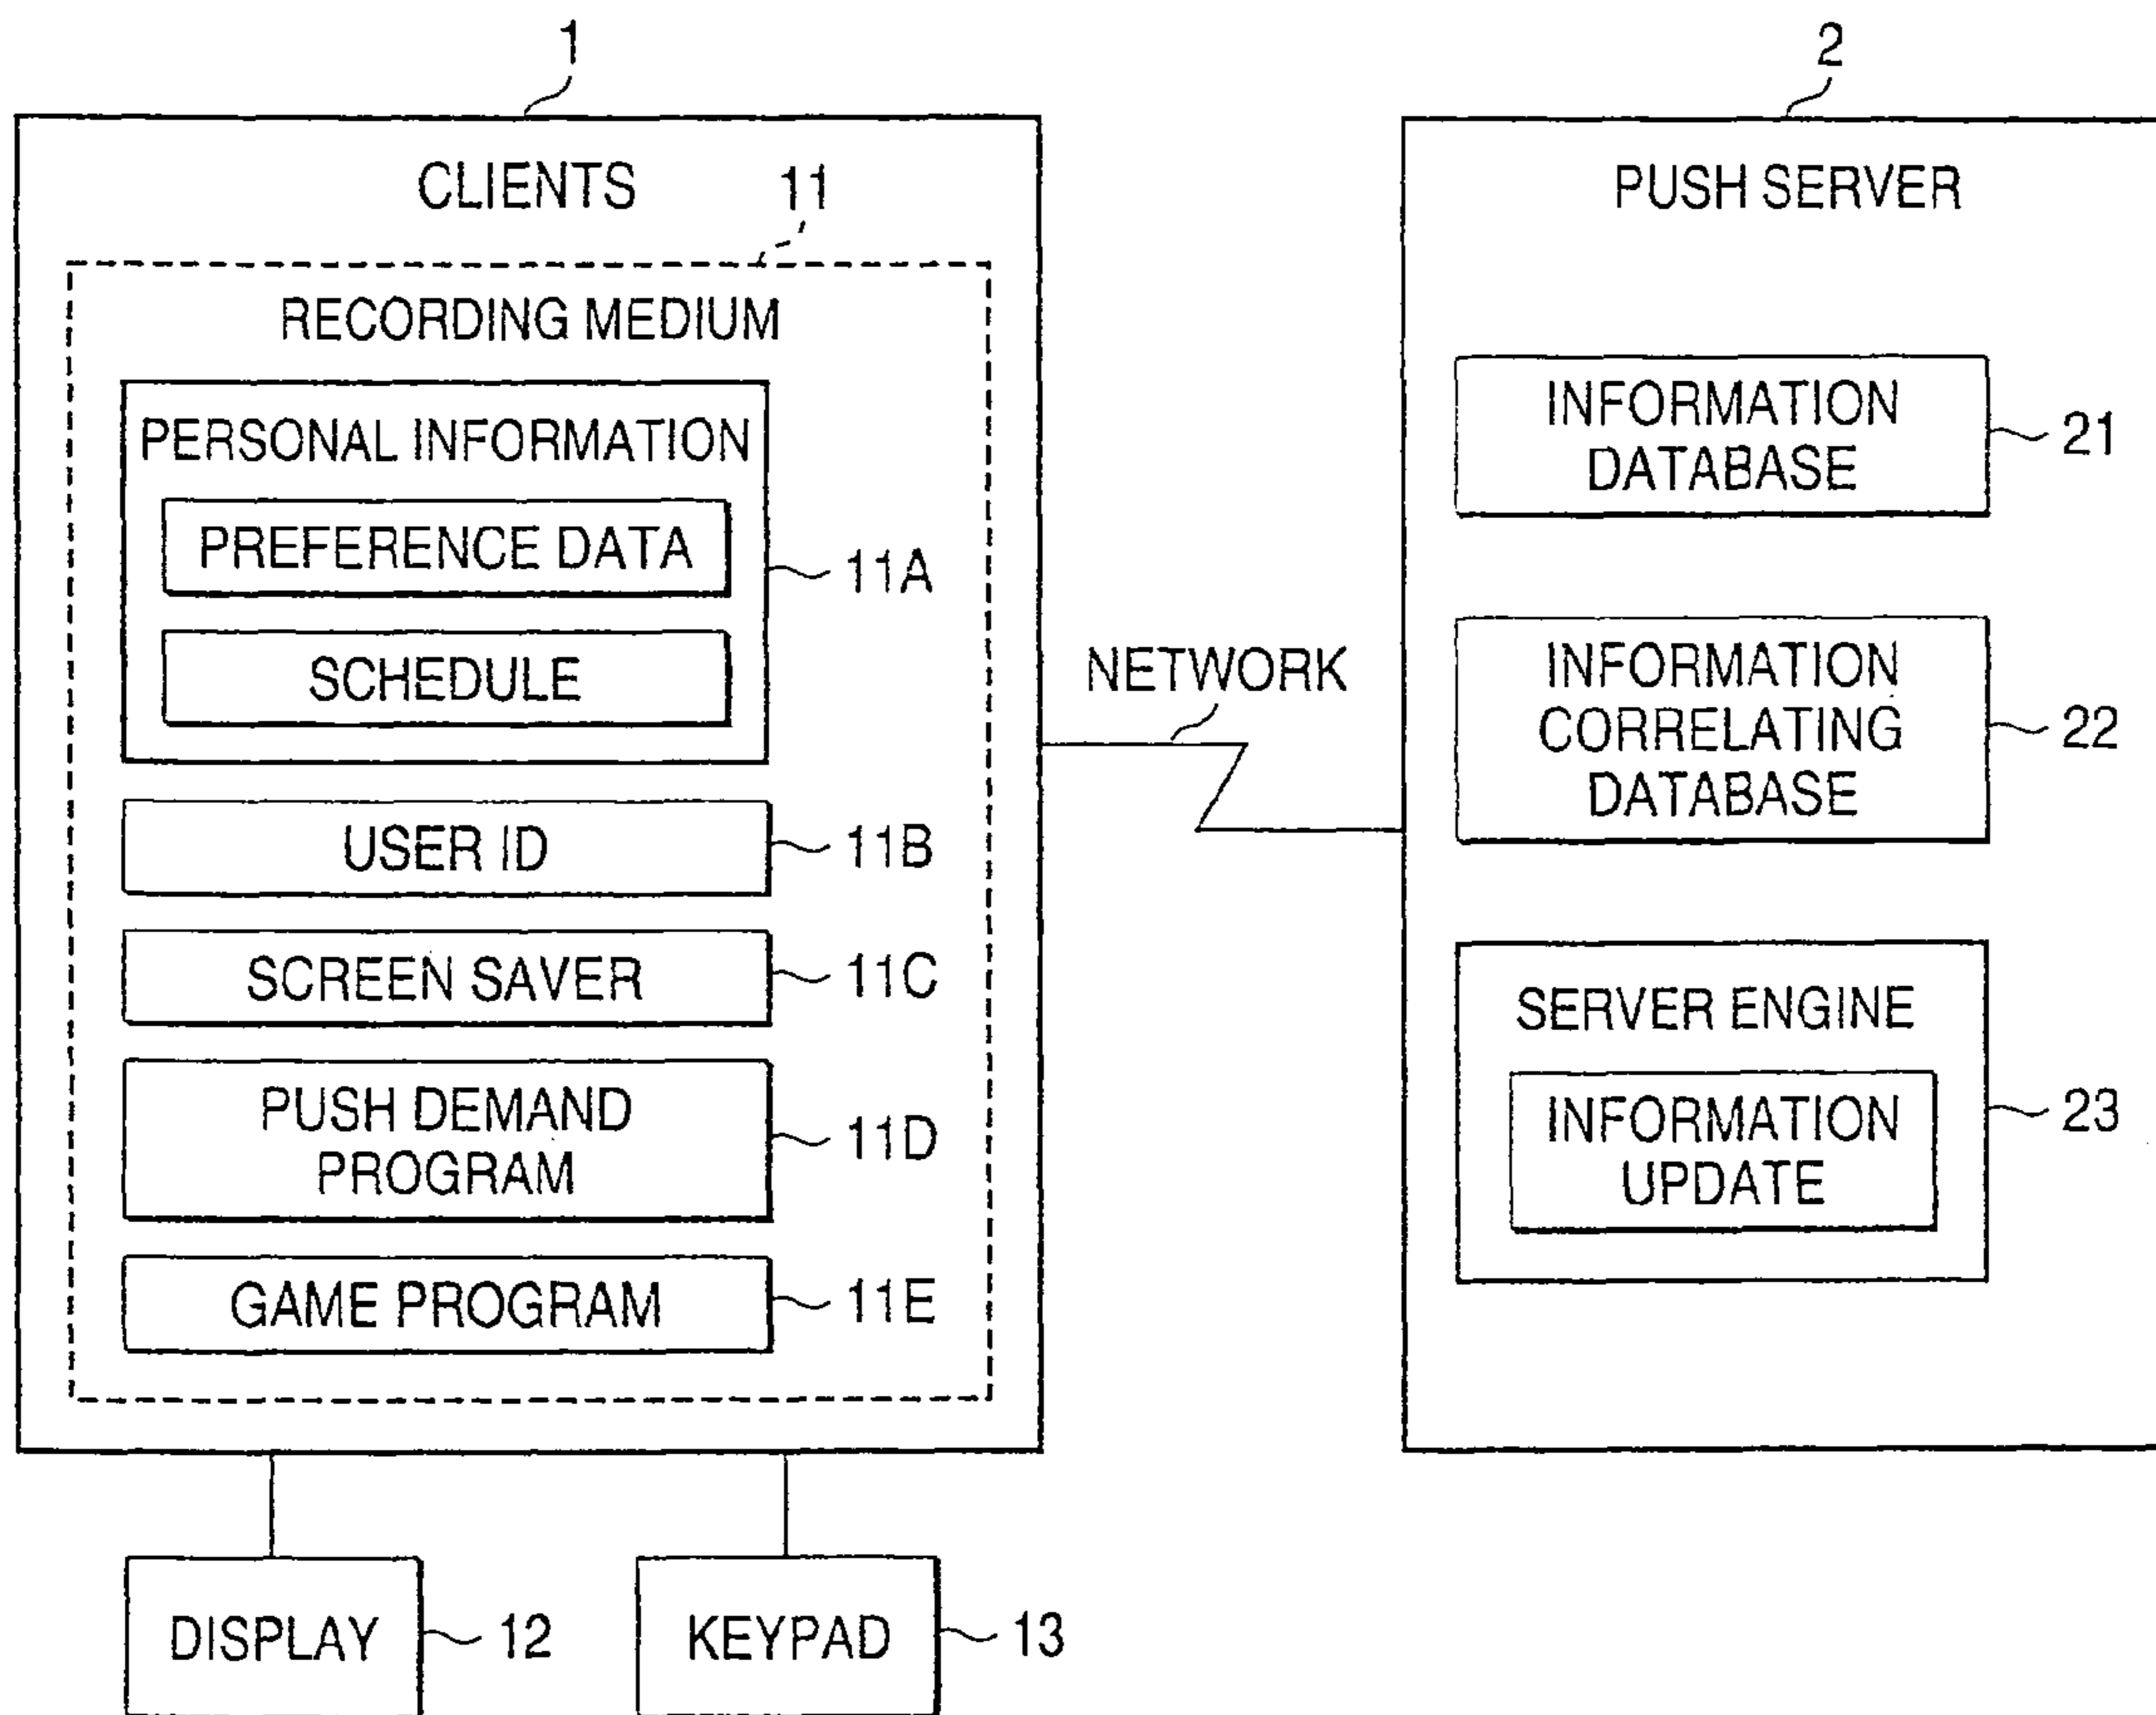 1
CLIENTS
11
RECORDING MEDIUM
PERSONAL INFORMATION
PREFERENCE DATA
11A
SCHEDULE
USER ID
11B
SCREEN SAVER
11C
PUSH DEMAND
PROGRAM
11D
GAME PROGRAM
11E
DISPLAY
12
KEYPAD
13
NETWORK
2
PUSH SERVER
INFORMATION
DATABASE
21
INFORMATION
CORRELATING
DATABASE
22
SERVER ENGINE
INFORMATION
UPDATE
23